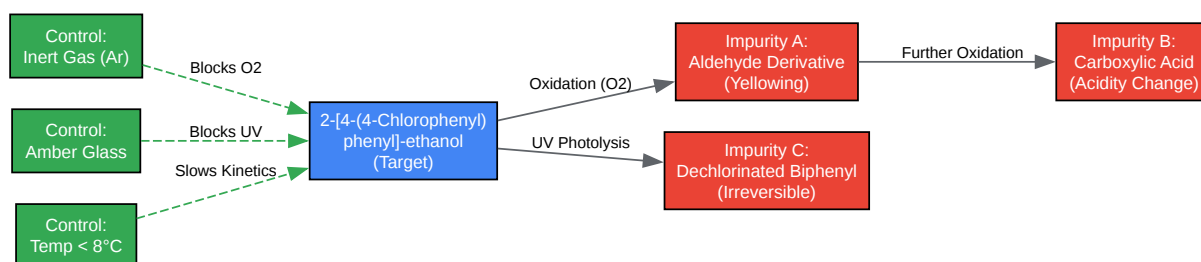 Control:
Inert Gas (Ar)
Blocks O2
Control:
Amber Glass
Blocks UV
Control:
Temp < 8°C
Slows Kinetics
2-[4-(4-Chlorophenyl)
phenyl]-ethanol
(Target)
Oxidation (O2)
Impurity A:
Aldehyde Derivative
(Yellowing)
Further Oxidation
Impurity B:
Carboxylic Acid
(Acidity Change)
UV Photolysis
Impurity C:
Dechlorinated Biphenyl
(Irreversible)